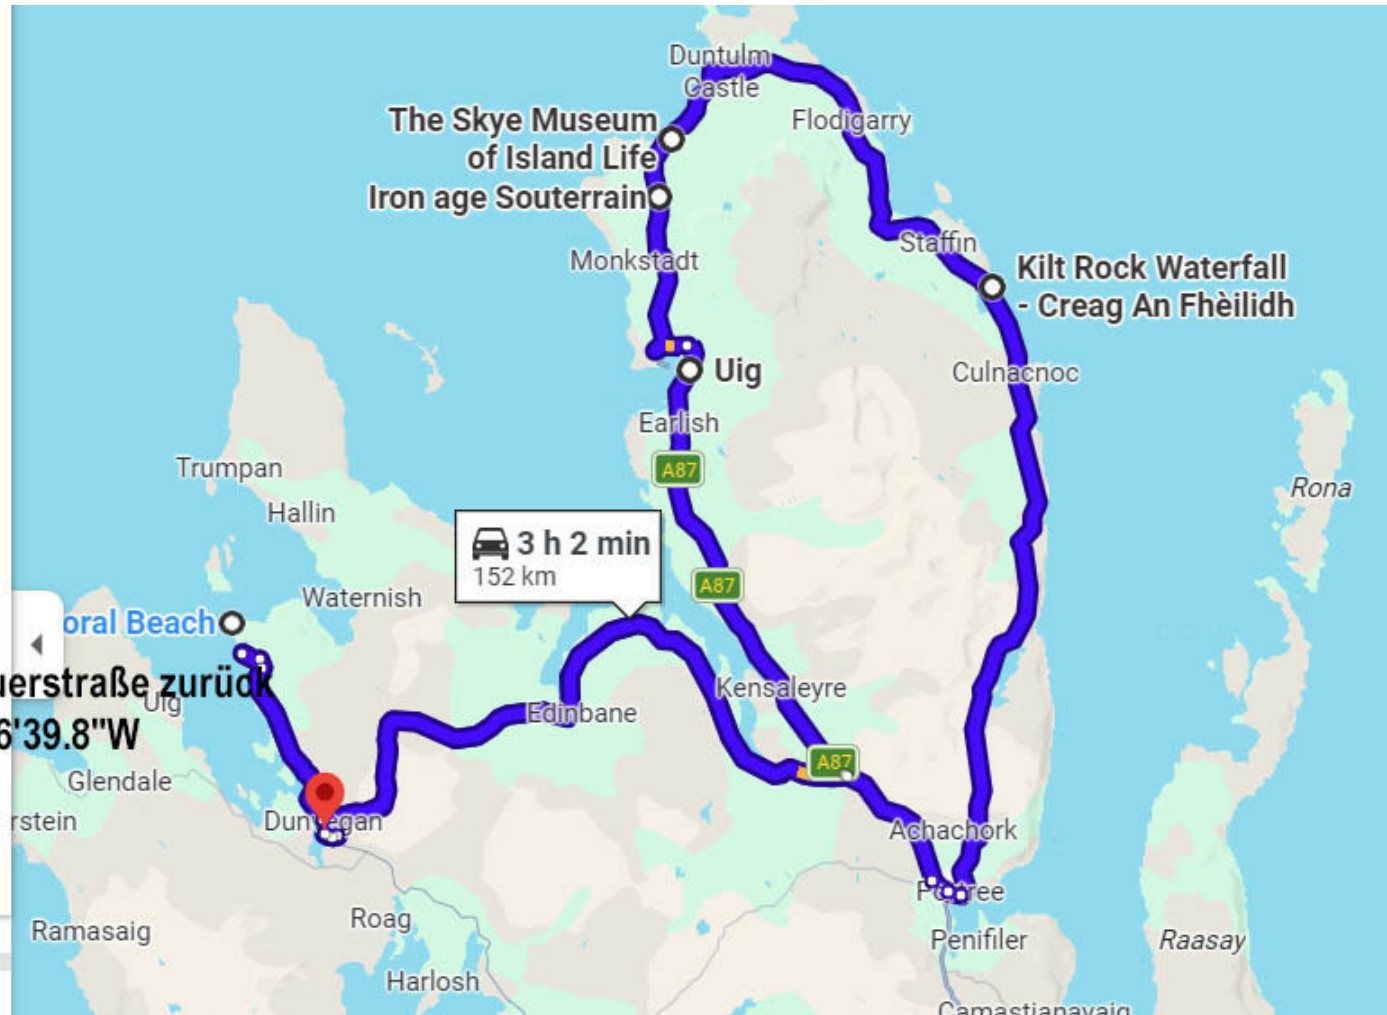 Duntulm
Castle
The Skye Museum
of Island Life
Flodigarry
Iron age Souterrain
Staffin
Monkstadt
Kilt Rock Waterfall
- Creag An Fhèilidh
Uig
Culnacnoc
Earlish
A87
Trumpan
Rona
Hallin
3 h 2 min
152 km
A87
Waternish
oral Beach
uerstraße zurück
Uig
Kensaleyre
Edinbane
6'39.8"W
A87
Glendale
rstein
Dunvegan
Achachork
Portree
Roag
Ramasaig
Penifiler
Raasay
Harlosh
Camastianavaig